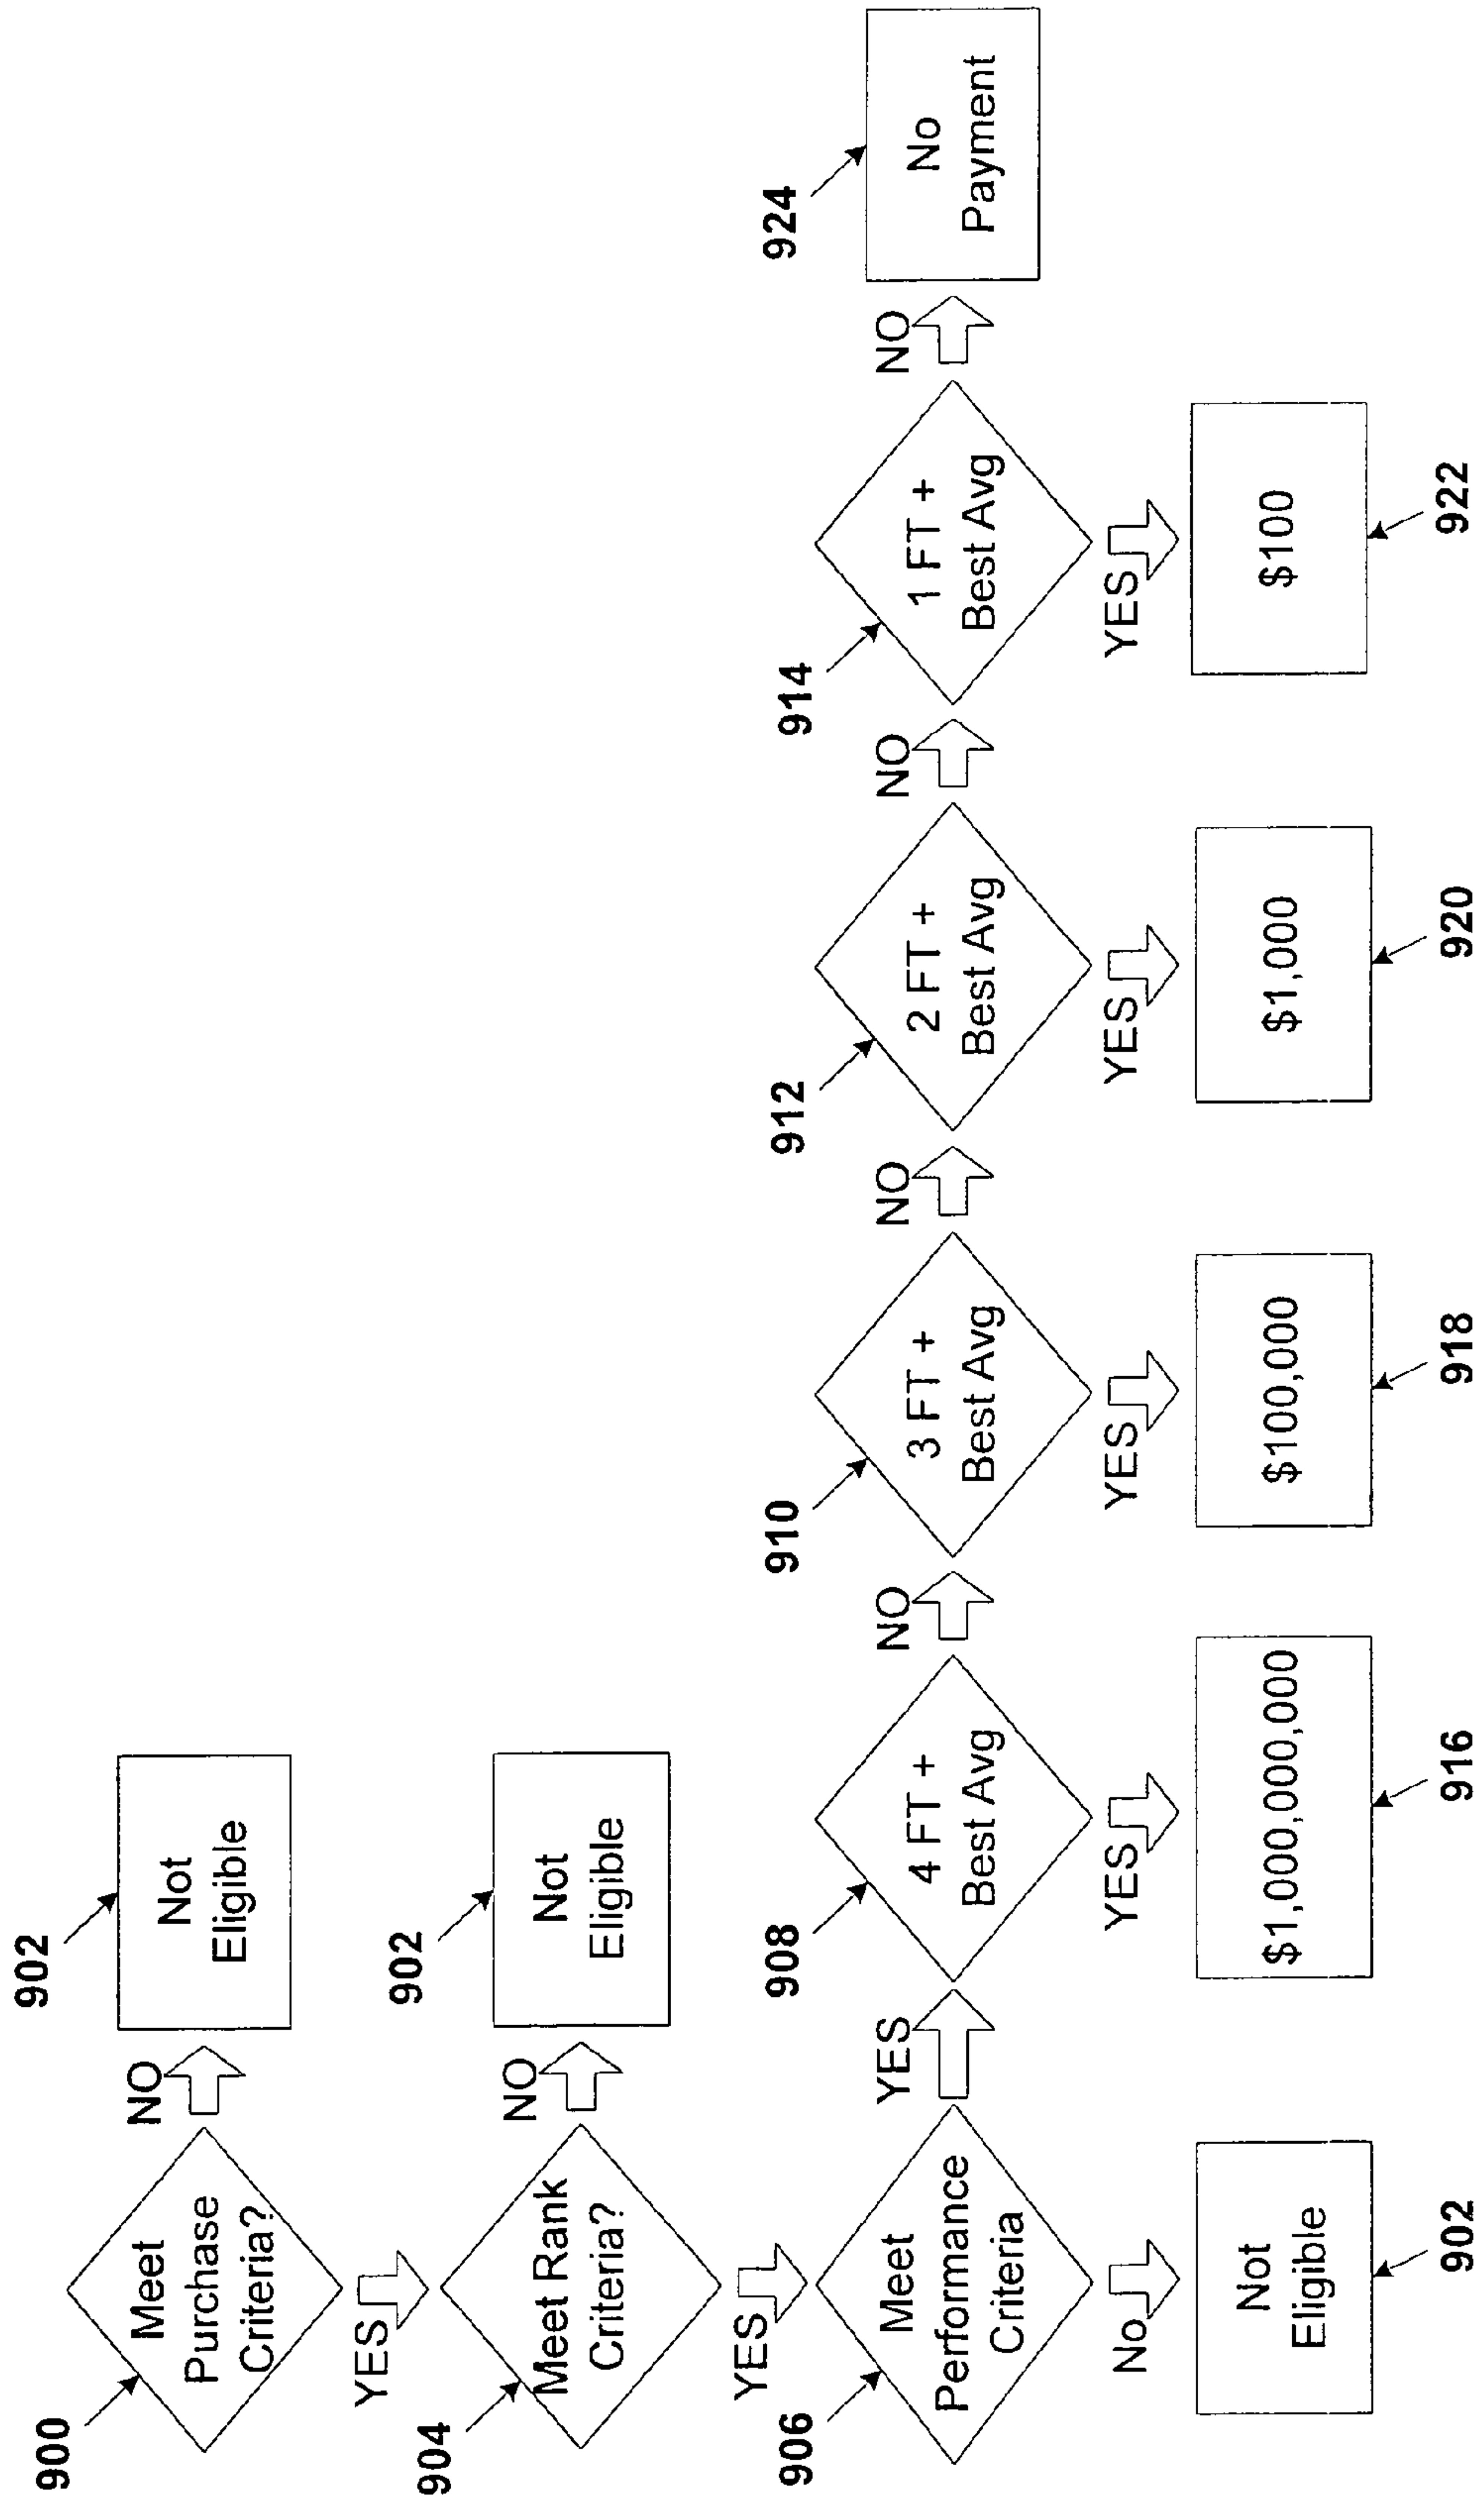 900
Meet
Purchase
Criteria?
NO
902
Not
Eligible
YES
904
Meet Rank
Criteria?
NO
902
Not
Eligible
YES
906
Meet
Performance
Criteria
YES
908
4 FT +
Best Avg
NO
910
3 FT +
Best Avg
NO
912
2 FT +
Best Avg
NO
914
1 FT +
Best Avg
NO
924
No
Payment
No
Not
Eligible
902
YES
$1,000,000,000
916
YES
$100,000
918
YES
$1,000
920
YES
$100
922